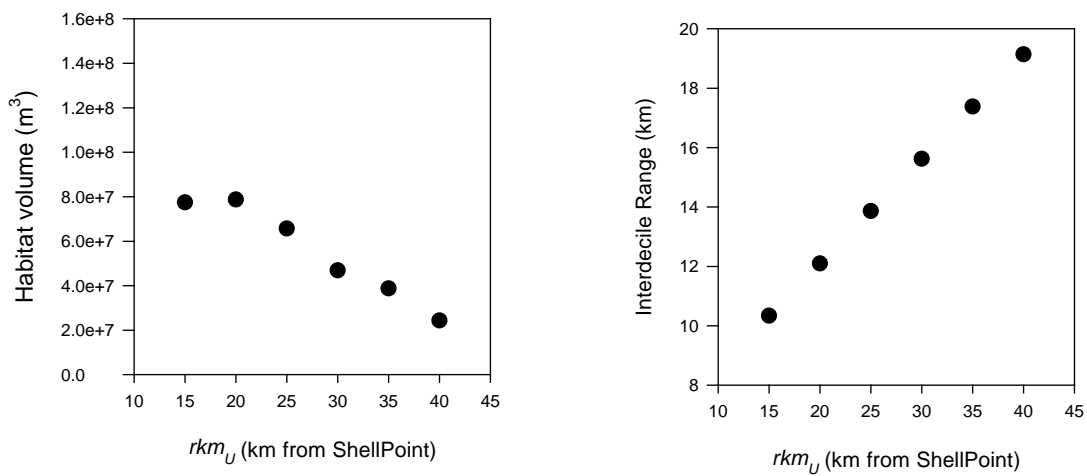 Habitat volume (m³)
1.6e+8
1.4e+8
1.2e+8
1.0e+8
8.0e+7
6.0e+7
4.0e+7
2.0e+7
0.0
10 15 20 25 30 35 40 45
rkm_U (km from ShellPoint)
Interdecile Range (km)
20
18
16
14
12
10
8
10 15 20 25 30 35 40 45
rkm_U (km from ShellPoint)